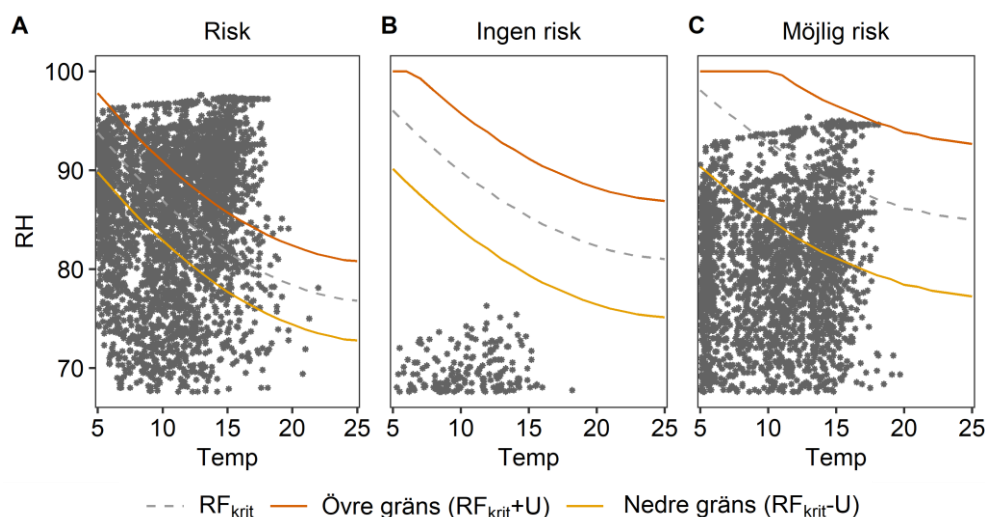 A Risk
B Ingen risk
C Möjlig risk
100
90
80
70
RH
5 10 15 20 25
5 10 15 20 25
5 10 15 20 25
Temp
Temp
Temp
RFkrit Övre gräns (RFkrit+U) Nedre gräns (RFkrit-U)